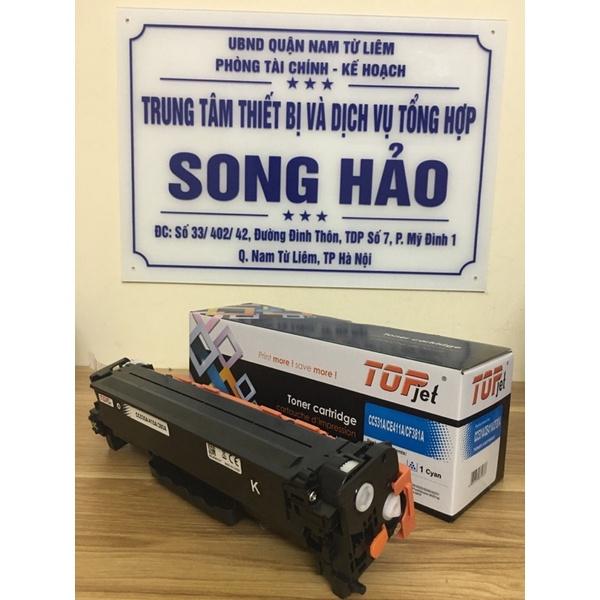 UBND QUẬN NAM TỪ LIÊM
PHÒNG TÀI CHÍNH - KẾ HOẠCH
★★★
TRUNG TÂM THIẾT BỊ VÀ DỊCH VỤ TỔNG HỢP
SONG HẢO
★★★
ĐC: Số 33/ 402/ 42, Đường Đình Thôn, TDP Số 7, P. Mỹ Đình 1
Q. Nam Từ Liêm, TP Hà Nội
Toner cartridge
Print more ! save more !
TOPjet
TOPjet
Toner cartridge
cartouche d'impression
CC531A/CE411A/CF381A
1 Cyan
K